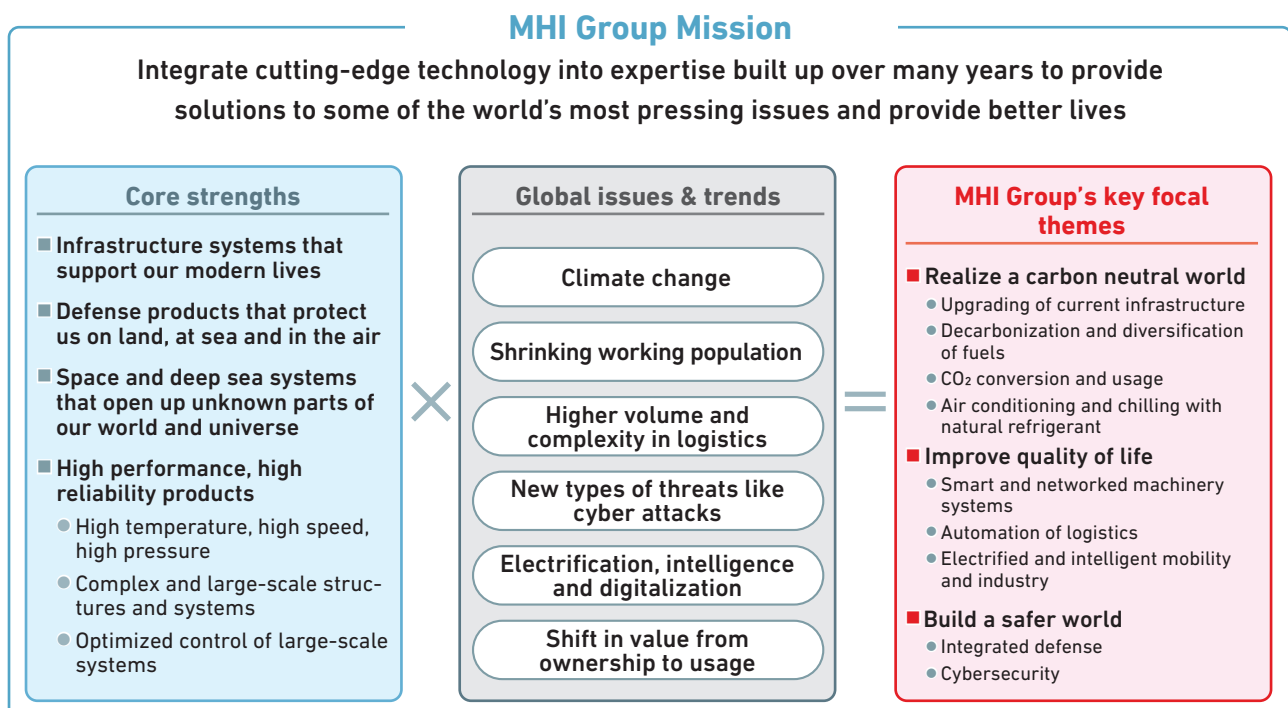 MHI Group Mission
Integrate cutting-edge technology into expertise built up over many years to provide
solutions to some of the world's most pressing issues and provide better lives
Core strengths
■ Infrastructure systems that
support our modern lives
■ Defense products that protect
us on land, at sea and in the air
■ Space and deep sea systems
that open up unknown parts of
our world and universe
■ High performance, high
reliability products
● High temperature, high speed,
high pressure
● Complex and large-scale struc-
tures and systems
● Optimized control of large-scale
systems
×
Global issues & trends
Climate change
Shrinking working population
Higher volume and
complexity in logistics
New types of threats like
cyber attacks
Electrification, intelligence
and digitalization
Shift in value from
ownership to usage
=
MHI Group's key focal
themes
■ Realize a carbon neutral world
● Upgrading of current infrastructure
● Decarbonization and diversification
of fuels
● CO₂ conversion and usage
● Air conditioning and chilling with
natural refrigerant
■ Improve quality of life
● Smart and networked machinery
systems
● Automation of logistics
● Electrified and intelligent mobility
and industry
■ Build a safer world
● Integrated defense
● Cybersecurity